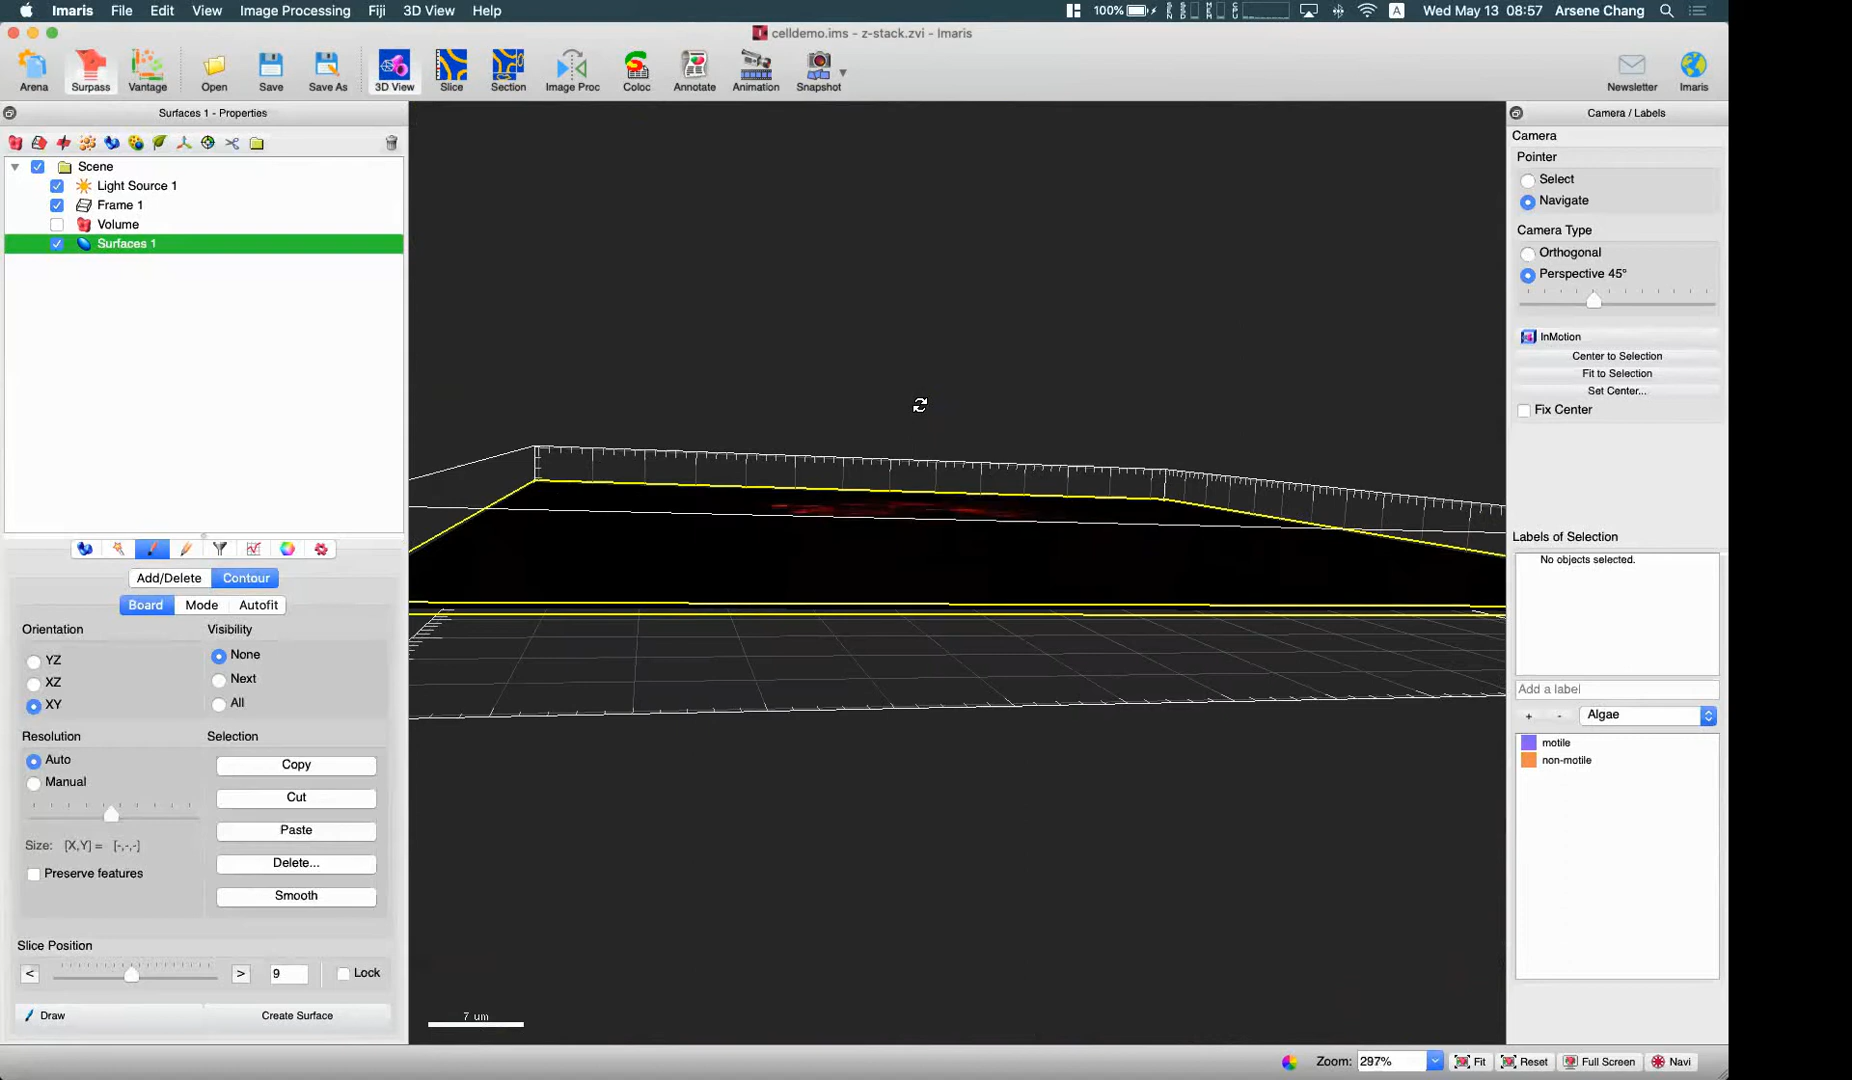 Imaris File Edit View Image Processing Fiji 3D View Help 100% Wed May 13 08:57 Arsene Chang
celldemo.ims - z-stack.zvi - Imaris
Arena Surpass Vantage Open Save Save As 3D View Slice Section Image Proc Coloc Annotate Animation Snapshot Newsletter Imaris
Surfaces 1 - Properties
Scene
Light Source 1
Frame 1
Volume
Surfaces 1
Add/Delete Contour
Board Mode Autofit
Orientation Visibility
YZ None
XZ Next
XY All
Resolution Selection
Auto Copy
Manual Cut
Paste
Size: [X,Y] = [-,-,-]
Delete...
Preserve features
Smooth
Slice Position
< > 9 Lock
Draw Create Surface
7 um
Camera / Labels
Camera
Pointer
Select
Navigate
Camera Type
Orthogonal
Perspective 45°
InMotion
Center to Selection
Fit to Selection
Set Center...
Fix Center
Labels of Selection
No objects selected.
Add a label
+ - Algae
motile
non-motile
Zoom: 297% Fit Reset Full Screen Navi